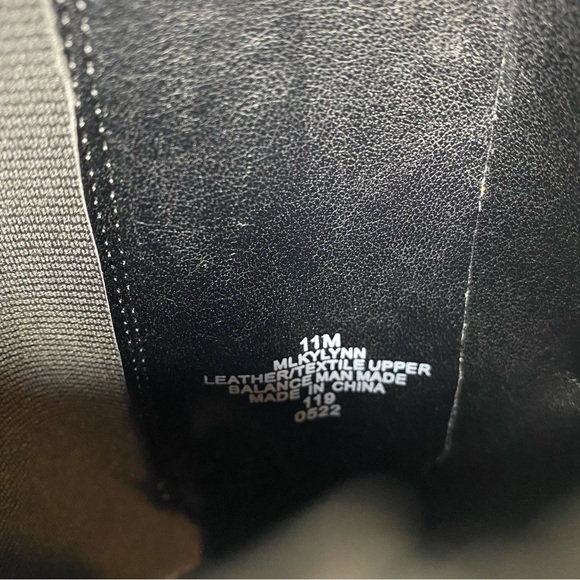 11M
MLKYLYNN
LEATHER/TEXTILE UPPER
BALANCE MAN MADE
MADE IN CHINA
119
0522